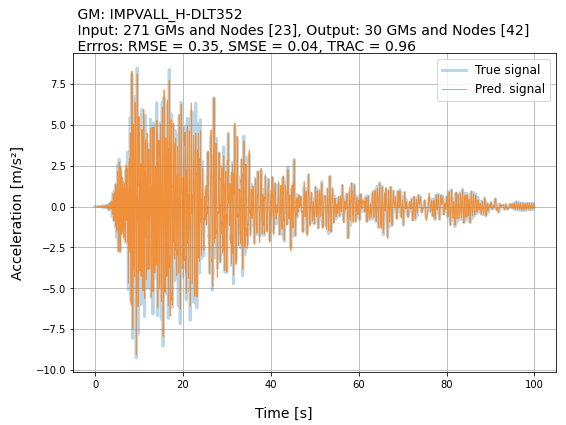 GM: IMPVALL_H-DLT352
Input: 271 GMs and Nodes [23], Output: 30 GMs and Nodes [42]
Errros: RMSE = 0.35, SMSE = 0.04, TRAC = 0.96
True signal
Pred. signal
7.5
5.0
2.5
0.0
−2.5
−5.0
−7.5
−10.0
Acceleration [m/s²]
0 20 40 60 80 100
Time [s]